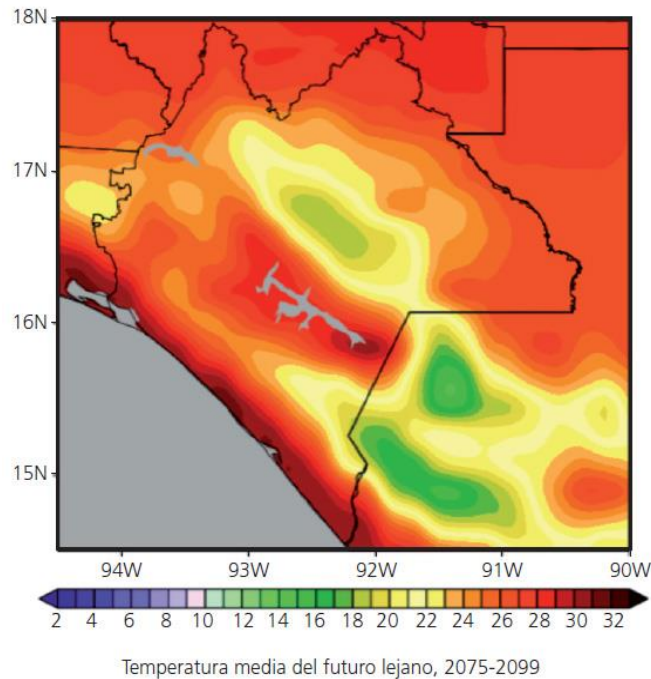 18N
17N
16N
15N
94W 93W 92W 91W 90W
2 4 6 8 10 12 14 16 18 20 22 24 26 28 30 32
Temperatura media del futuro lejano, 2075-2099